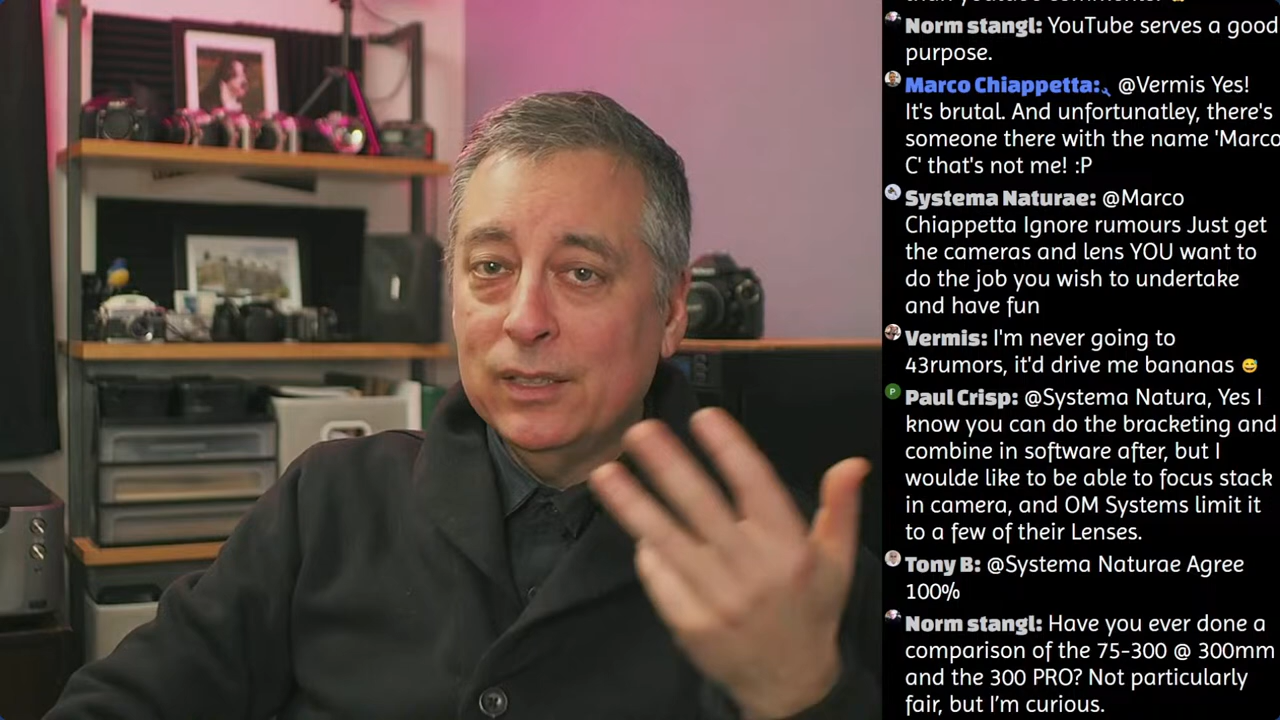 Norm stangl: YouTube serves a good
purpose.
Marco Chiappetta: @Vermis Yes!
It's brutal. And unfortunatley, there's
someone there with the name 'Marco
C' that's not me! :P
Systema Naturae: @Marco
Chiappetta Ignore rumours Just get
the cameras and lens YOU want to
do the job you wish to undertake
and have fun
Vermis: I'm never going to
43rumors, it'd drive me bananas 😅
P
Paul Crisp: @Systema Natura, Yes I
know you can do the bracketing and
combine in software after, but I
woulde like to be able to focus stack
in camera, and OM Systems limit it
to a few of their Lenses.
Tony B: @Systema Naturae Agree
100%
Norm stangl: Have you ever done a
comparison of the 75-300 @ 300mm
and the 300 PRO? Not particularly
fair, but I'm curious.